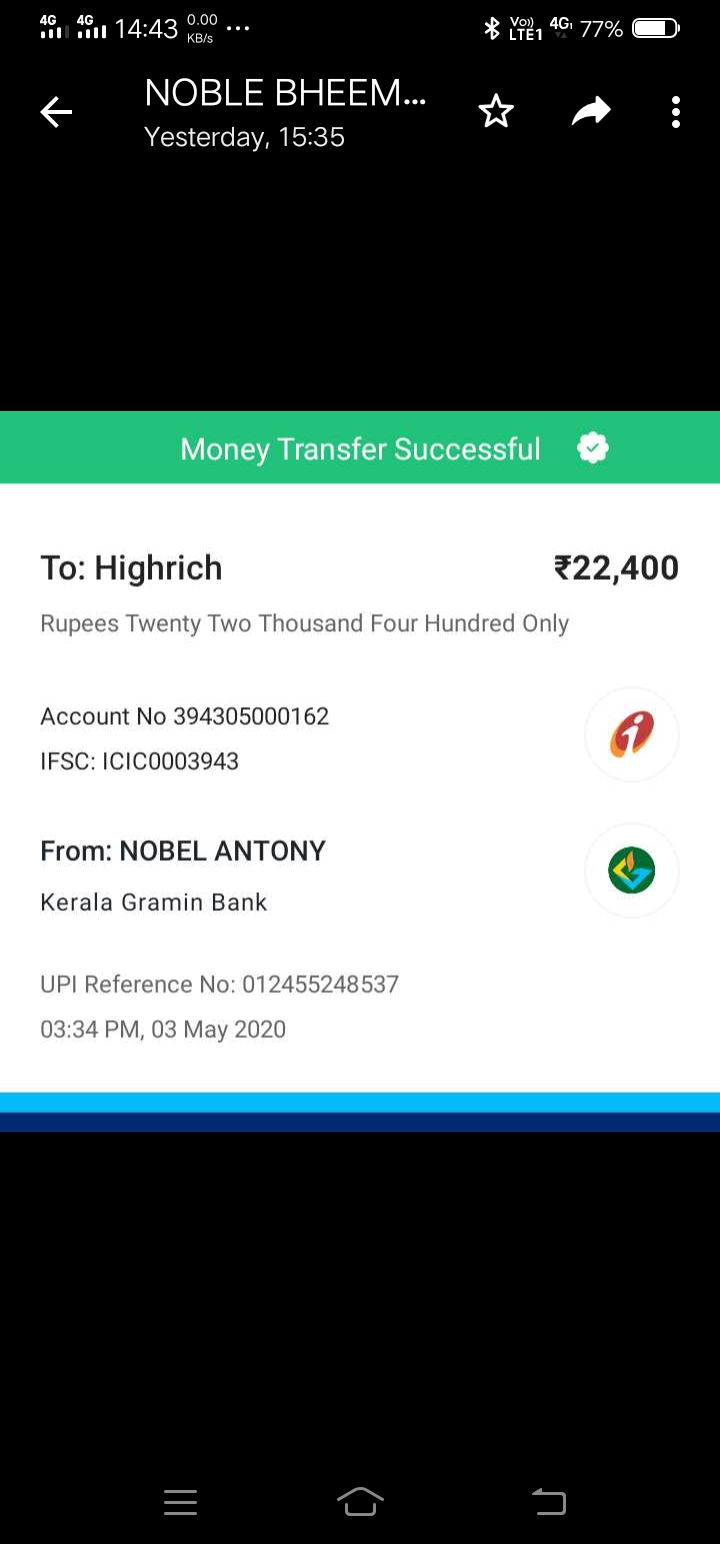 4G 4G 14:43 0.00 KB/s ... Vo)) LTE1 4G 77%
NOBLE BHEEM...
Yesterday, 15:35
Money Transfer Successful
To: Highrich ₹22,400
Rupees Twenty Two Thousand Four Hundred Only
Account No 394305000162
IFSC: ICIC0003943
From: NOBEL ANTONY
Kerala Gramin Bank
UPI Reference No: 012455248537
03:34 PM, 03 May 2020